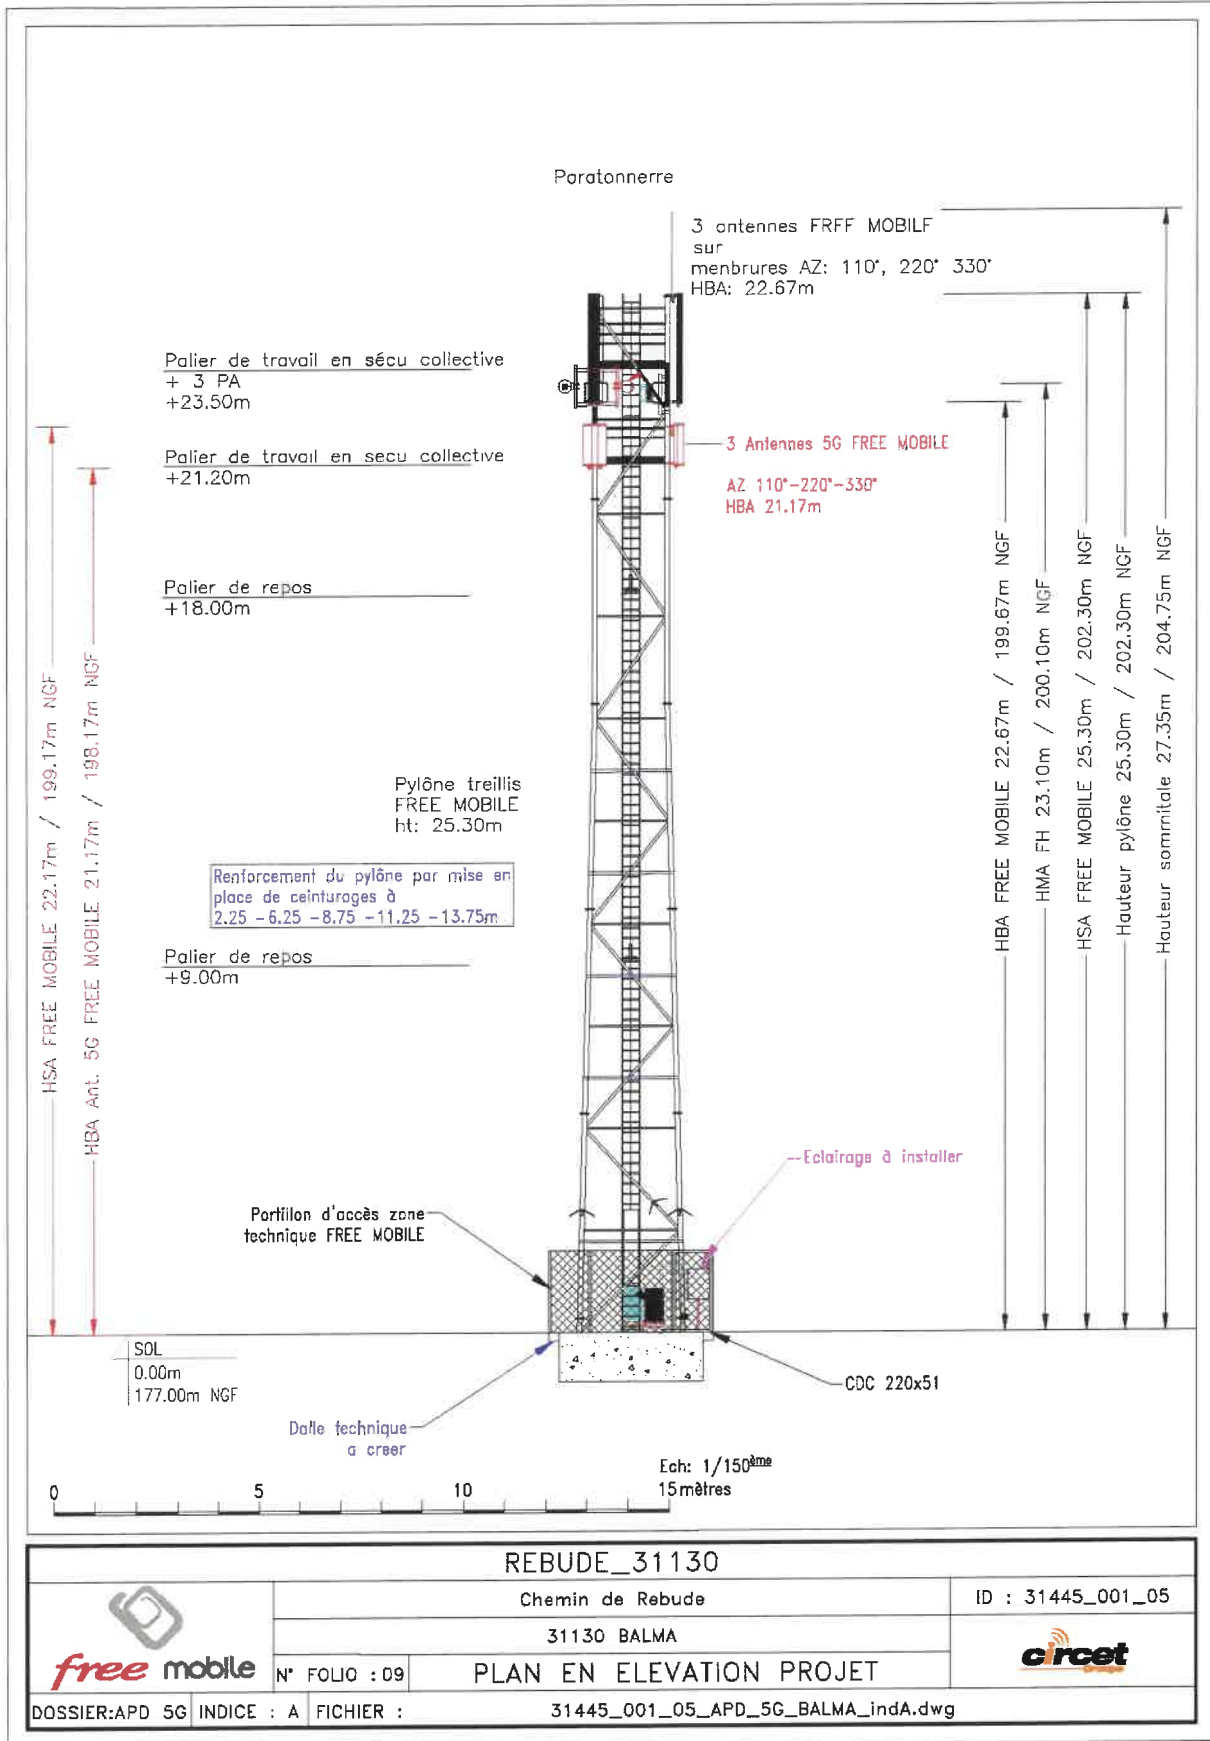 Paratonnerre
3 antennes FREE MOBILE
sur
menbrures AZ: 110°, 220° 330°
HBA: 22.67m
Palier de travail en sécu collective
+ 3 PA
+23.50m
Palier de travail en secu collective
+21.20m
3 Antennes 5G FREE MOBILE
AZ 110°-220°-330°
HBA 21.17m
Palier de repos
+18.00m
Pylône treillis
FREE MOBILE
ht: 25.30m
Renforcement du pylône par mise en
place de ceinturages à
2.25 -6.25 -8.75 -11.25 -13.75m
Palier de repos
+9.00m
HSA FREE MOBILE 22.17m / 199.17m NGF
HBA Ant. 5G FREE MOBILE 21.17m / 198.17m NGF
HBA FREE MOBILE 22.67m / 199.67m NGF
HMA FH 23.10m / 200.10m NGF
HSA FREE MOBILE 25.30m / 202.30m NGF
Hauteur pylône 25.30m / 202.30m NGF
Hauteur sommitale 27.35m / 204.75m NGF
Eclairage à installer
Portillon d'accès zone
technique FREE MOBILE
SOL
0.00m
177.00m NGF
CDC 220x51
Dalle technique
a creer
Ech: 1/150ème
0 5 10 15 mètres
REBUDE_31130
Chemin de Rebude
ID : 31445_001_05
31130 BALMA
free mobile
circet
Groupe
N° FOLIO : 09
PLAN EN ELEVATION PROJET
DOSSIER:APD 5G
INDICE : A
FICHIER :
31445_001_05_APD_5G_BALMA_indA.dwg